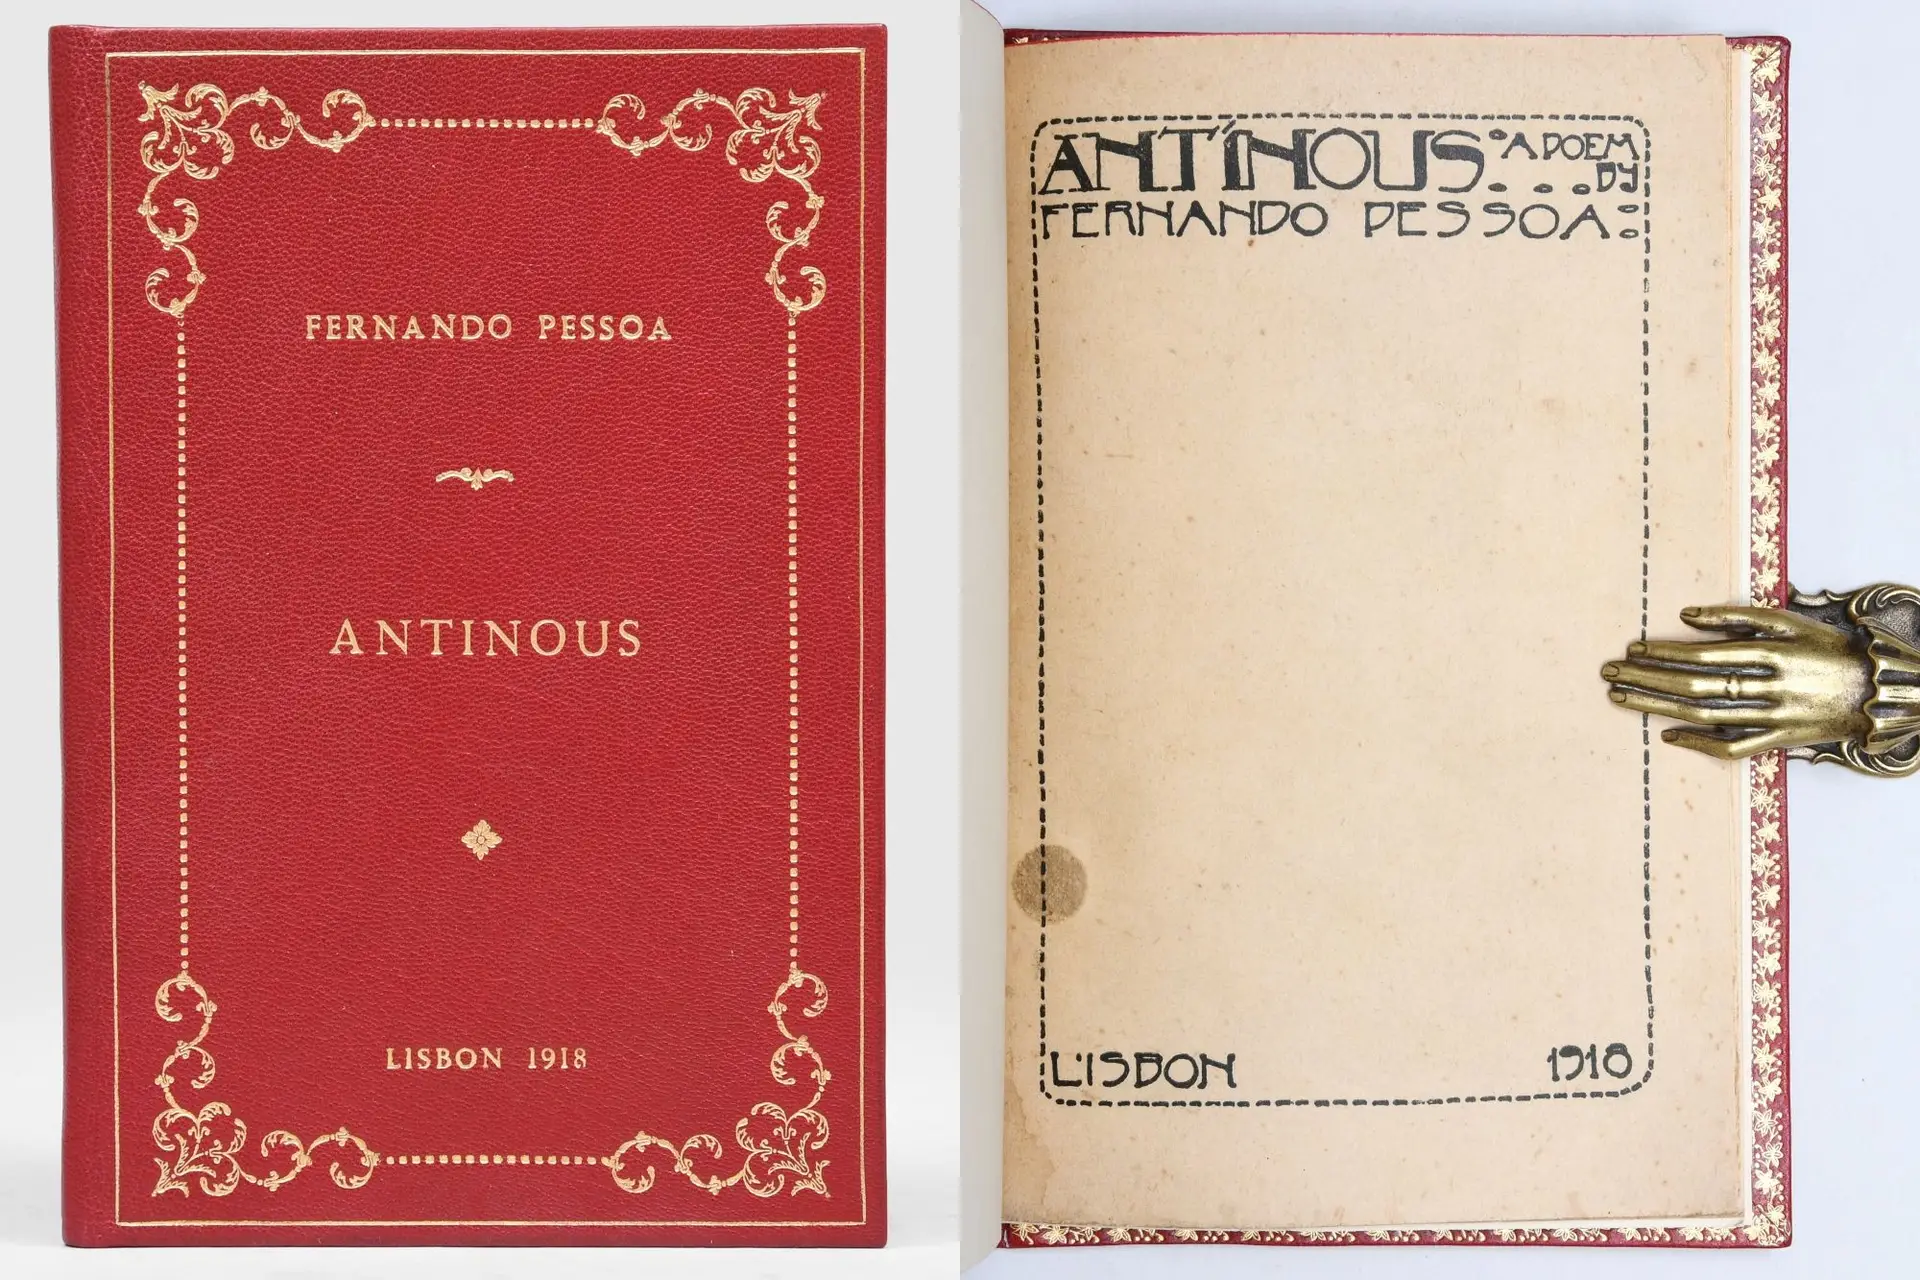 FERNANDO PESSOA
ANTINOUS
LISBON 1918
ANTINOUS A POEM
BY
FERNANDO PESSOA:
LISBON 1918